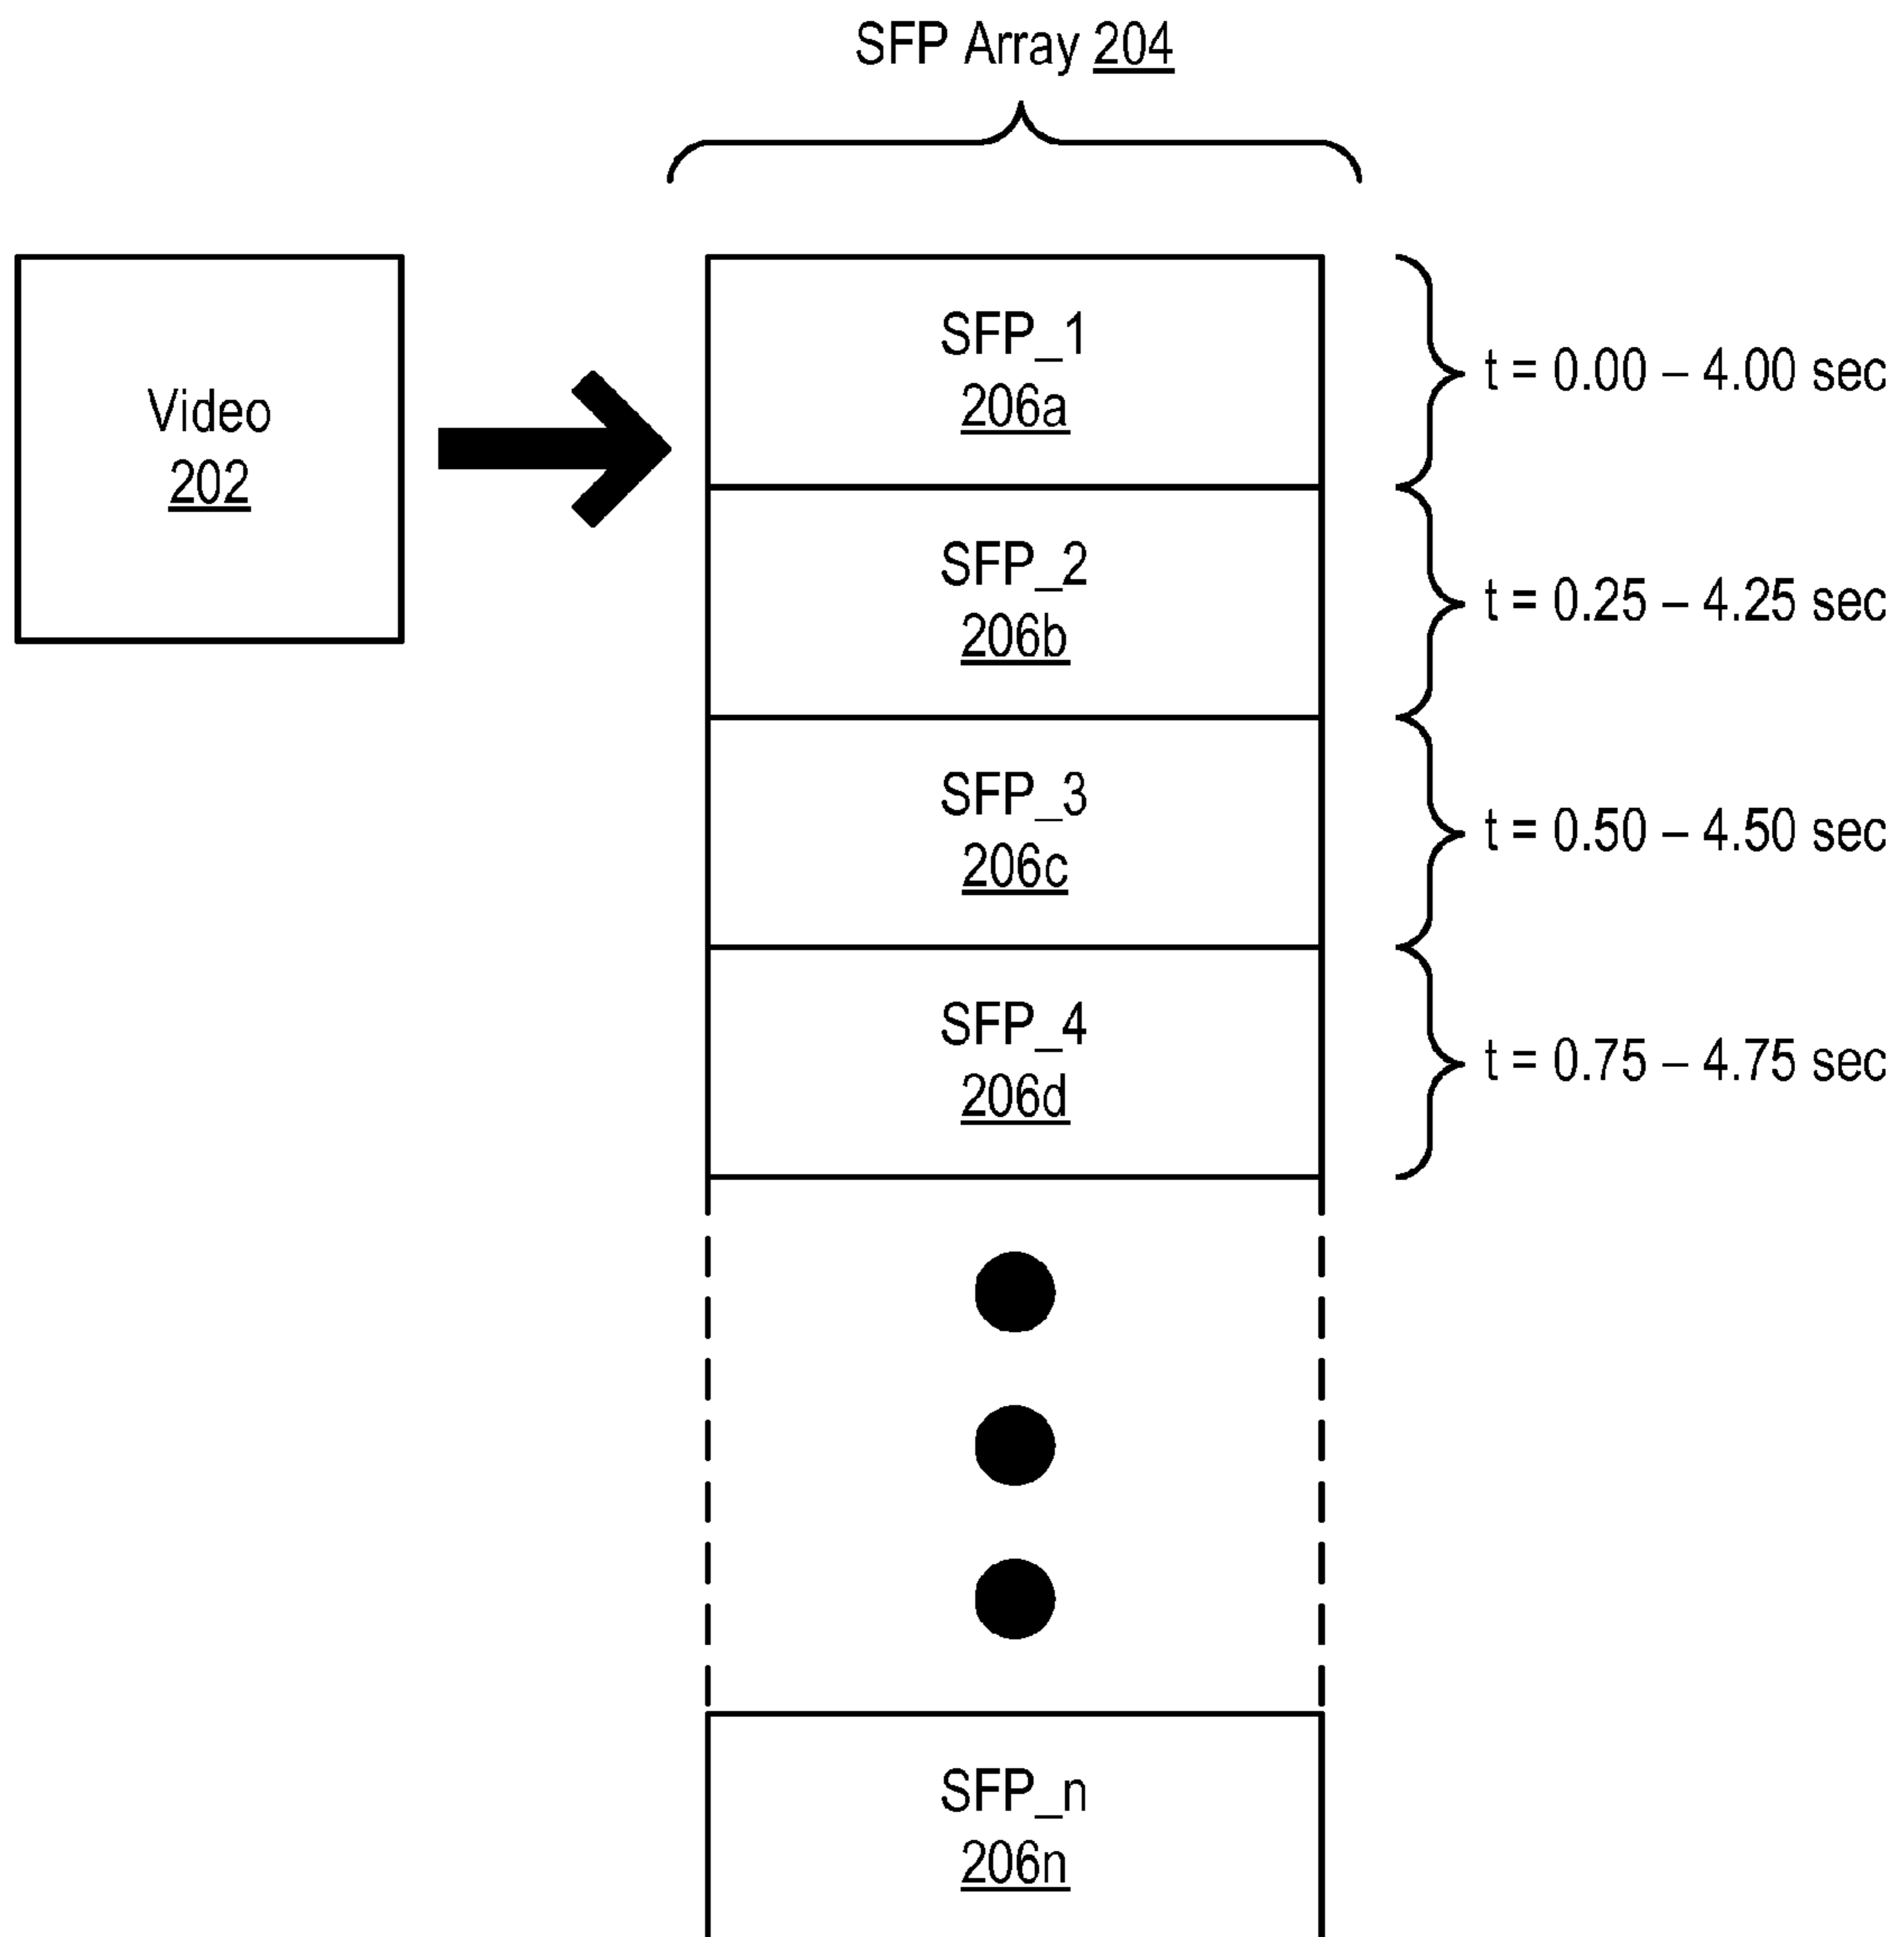 SFP Array 204
Video
202
SFP_1
206a
t = 0.00 – 4.00 sec
SFP_2
206b
t = 0.25 – 4.25 sec
SFP_3
206c
t = 0.50 – 4.50 sec
SFP_4
206d
t = 0.75 – 4.75 sec
SFP_n
206n